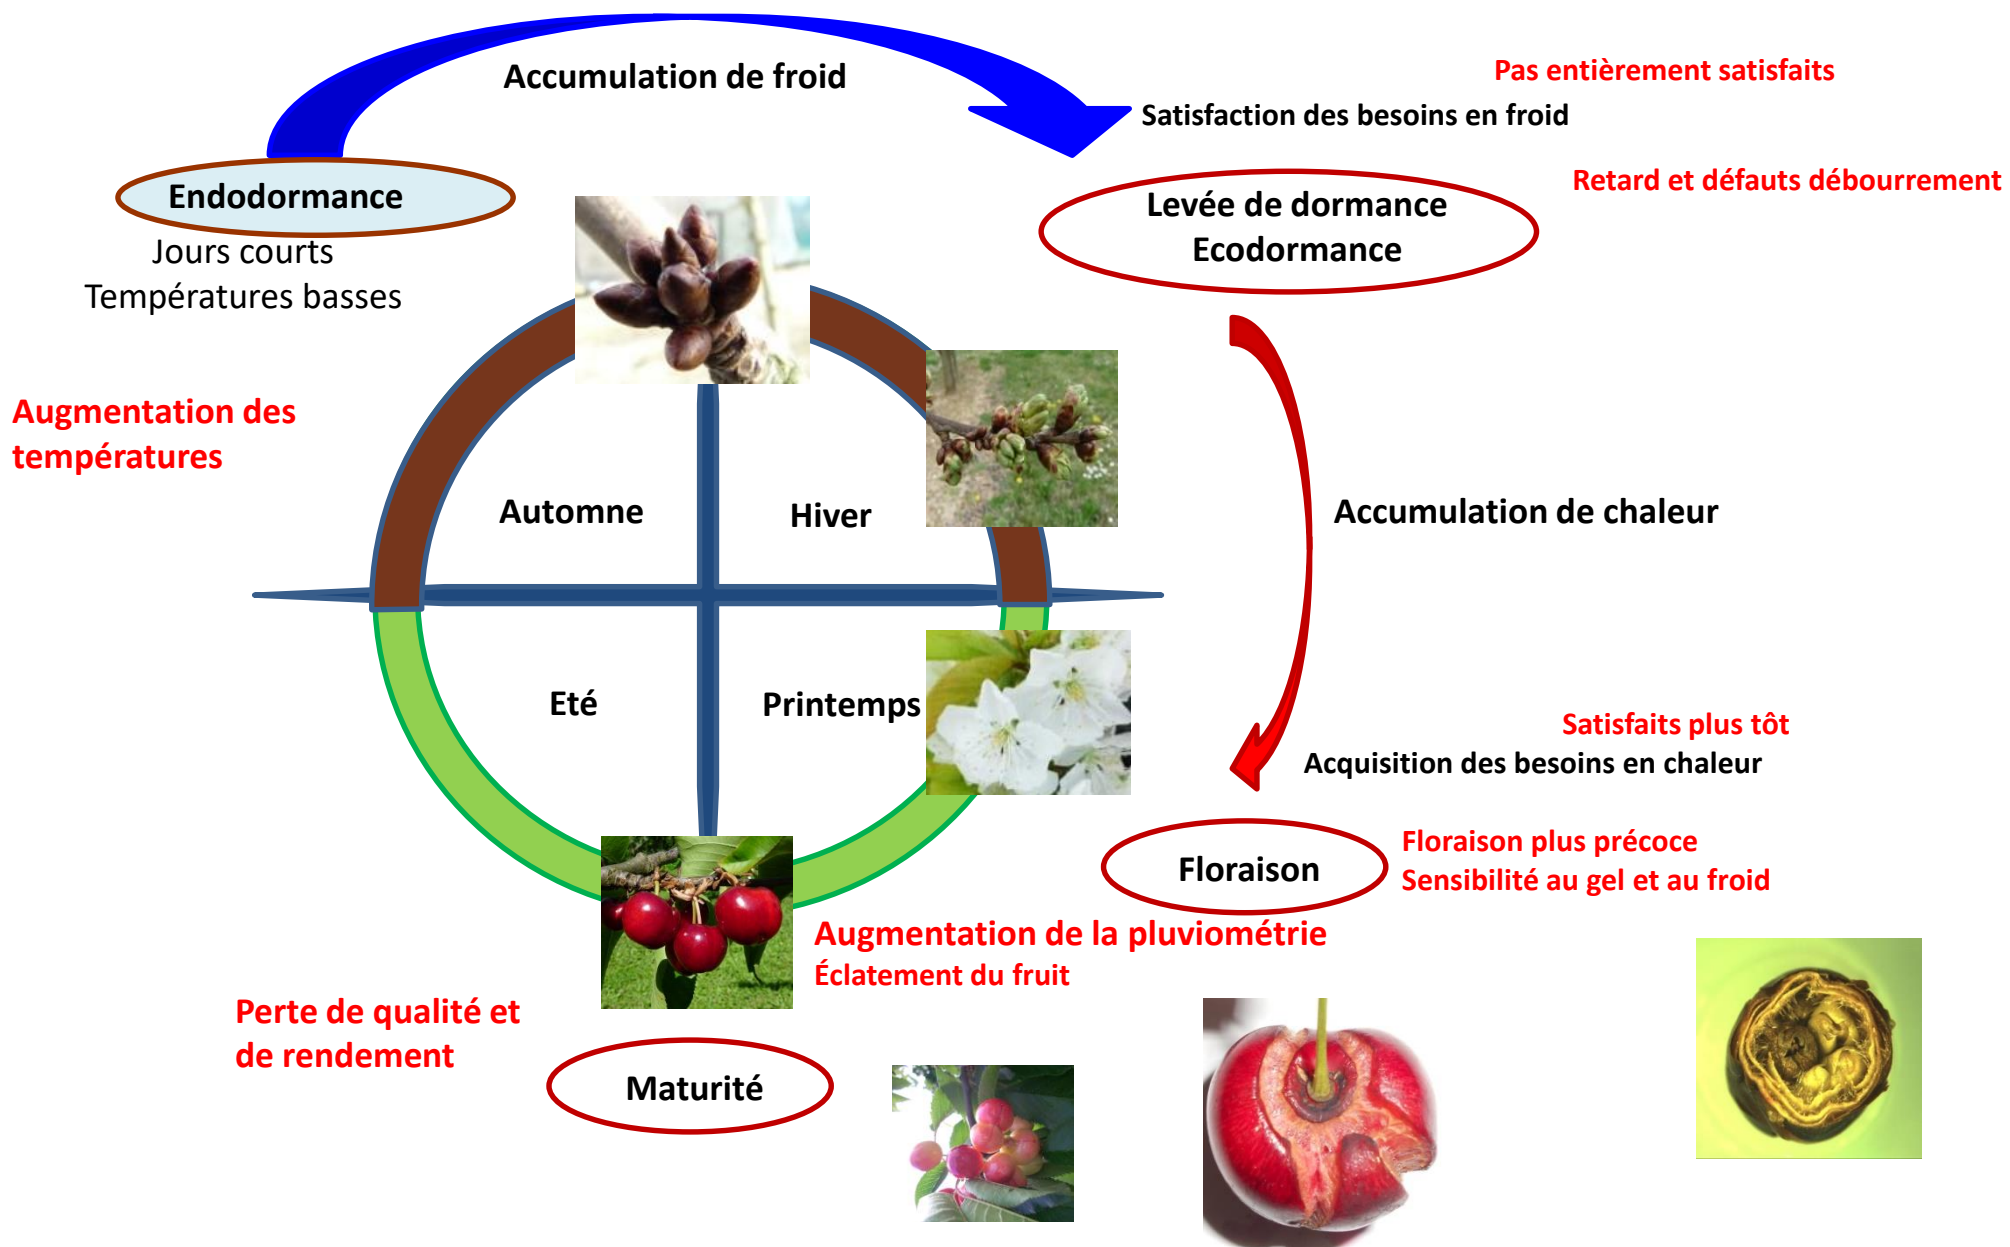 Accumulation de froid
Pas entièrement satisfaits
Satisfaction des besoins en froid
Retard et défauts débourrement
Endodormance
Levée de dormance
Ecodormance
Jours courts
Températures basses
Augmentation des
températures
Automne
Hiver
Accumulation de chaleur
Eté
Printemps
Satisfaits plus tôt
Acquisition des besoins en chaleur
Floraison
Floraison plus précoce
Sensibilité au gel et au froid
Augmentation de la pluviométrie
Éclatement du fruit
Perte de qualité et
de rendement
Maturité